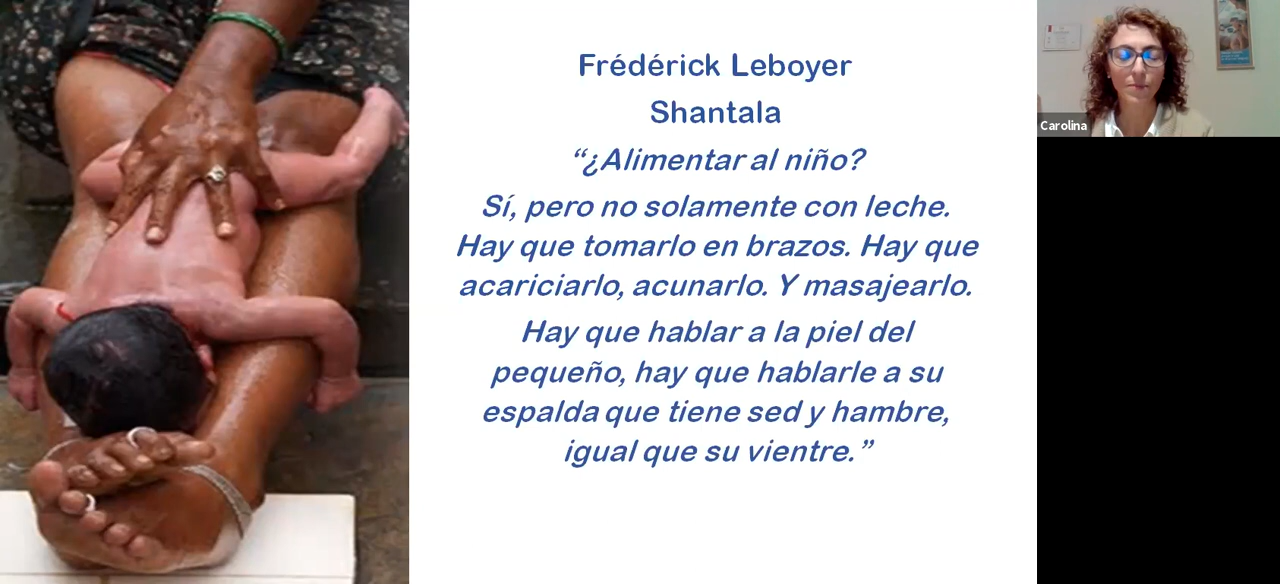 Frédérick Leboyer
Shantala
“¿Alimentar al niño?
Sí, pero no solamente con leche.
Hay que tomarlo en brazos. Hay que
acariciarlo, acunarlo. Y masajearlo.
Hay que hablar a la piel del
pequeño, hay que hablarle a su
espalda que tiene sed y hambre,
igual que su vientre.”
Carolina